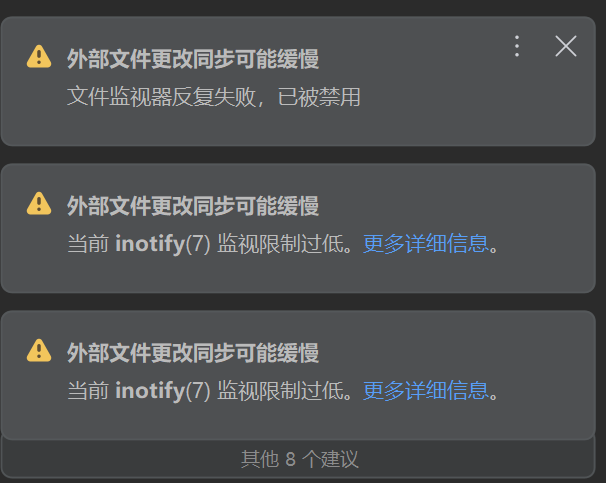 外部文件更改同步可能缓慢
文件监视器反复失败，已被禁用
外部文件更改同步可能缓慢
当前 inotify(7) 监视限制过低。更多详细信息。
外部文件更改同步可能缓慢
当前 inotify(7) 监视限制过低。更多详细信息。
其他 8 个建议